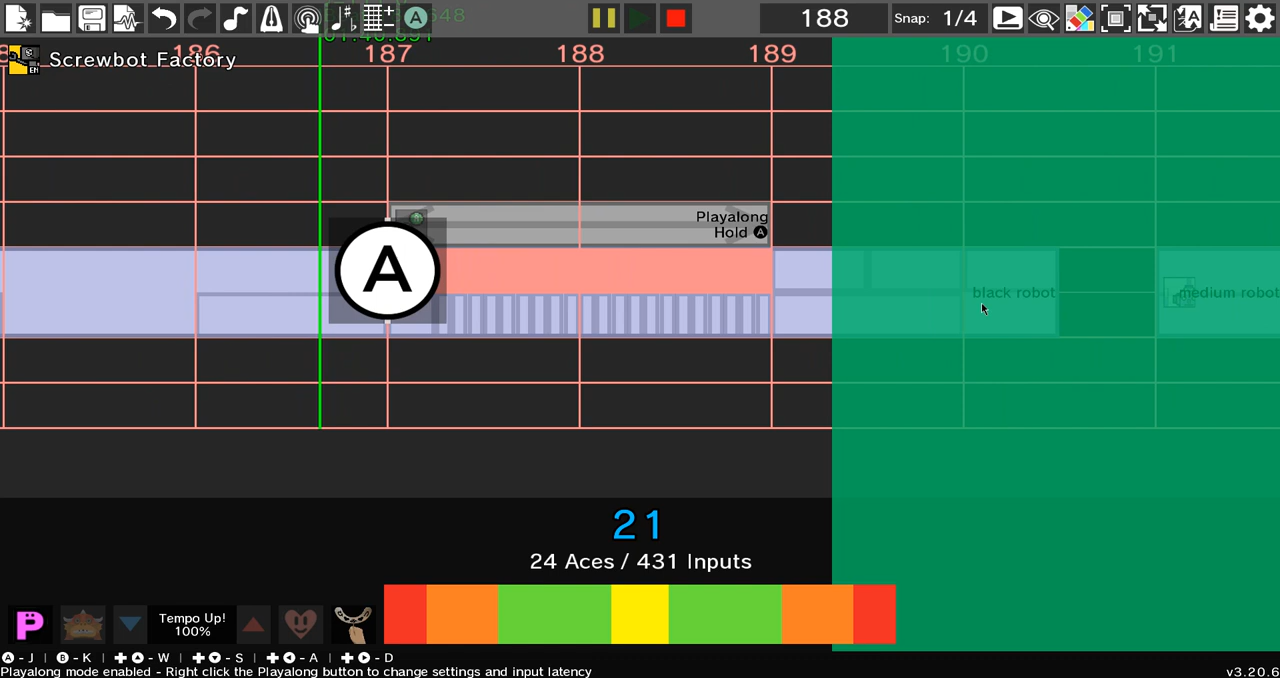 188
Snap: 1/4
Screwbot Factory
186
187
188
189
190
191
Playalong
Hold A
A
black robot
medium robot
21
24 Aces / 431 Inputs
Tempo Up!
100%
A - J | B - K | - W | - S | - A | - D
Playalong mode enabled - Right click the Playalong button to change settings and input latency
v3.20.6